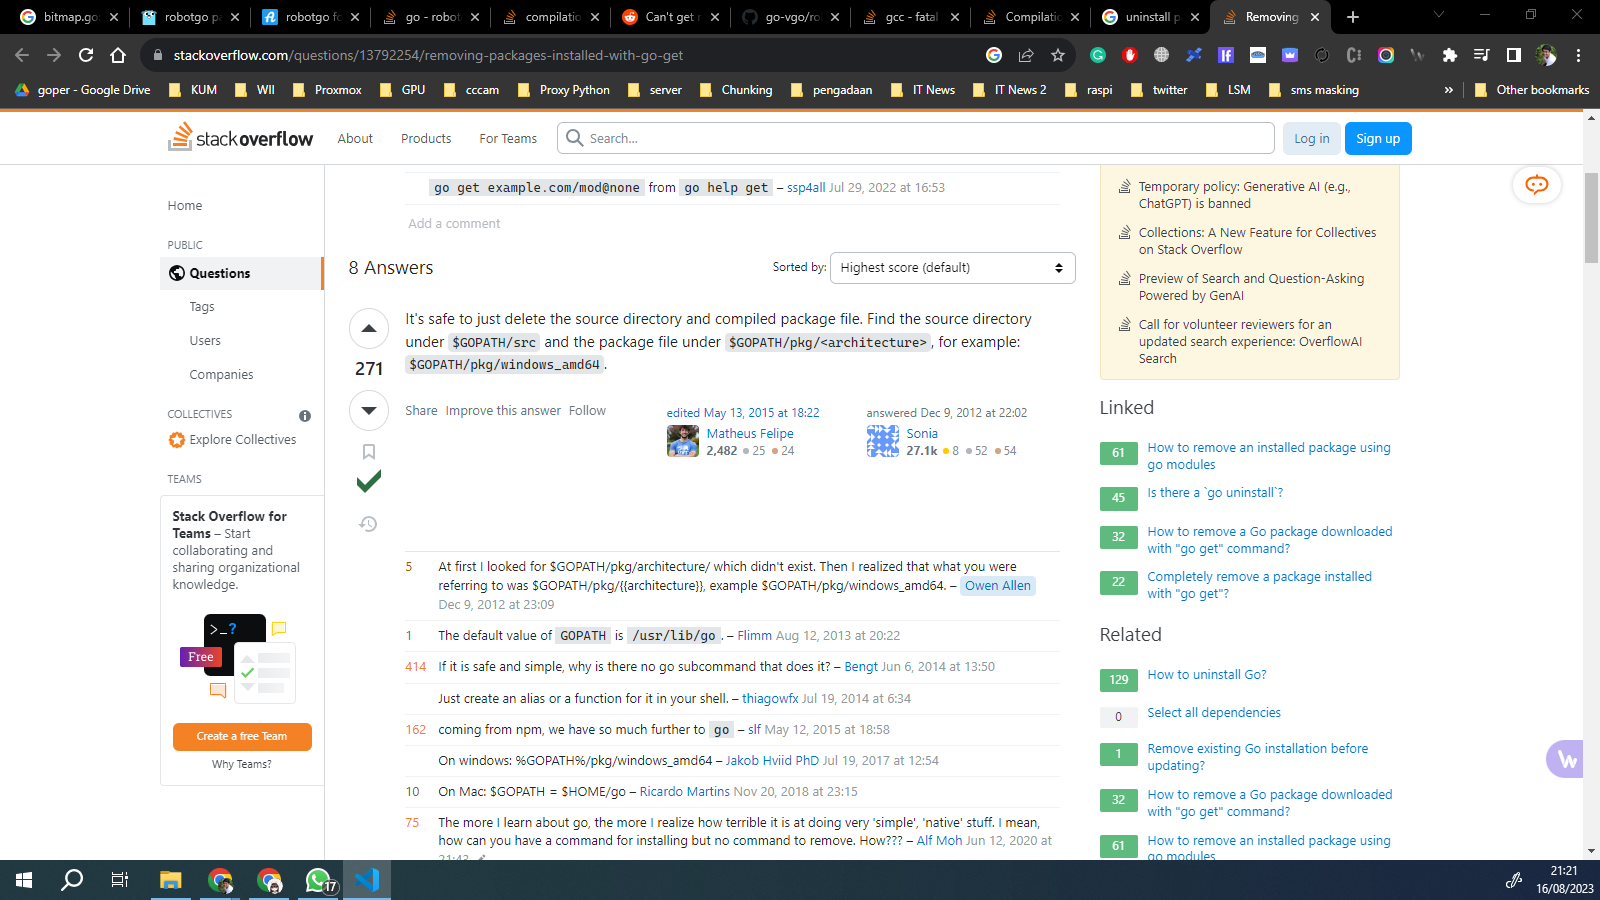 bitmap.go
robotgo pa
robotgo fo
go - robot
compilatio
Can't get r
go-vgo/ro
gcc - fatal
Compilatic
uninstall p
Removing
stackoverflow.com/questions/13792254/removing-packages-installed-with-go-get
goper - Google Drive
KUM
WII
Proxmox
GPU
cccam
Proxy Python
server
Chunking
pengadaan
IT News
IT News 2
raspi
twitter
LSM
sms masking
»
Other bookmarks
stackoverflow
About
Products
For Teams
Search...
Log in
Sign up
Home
PUBLIC
Questions
Tags
Users
Companies
COLLECTIVES
Explore Collectives
TEAMS
Stack Overflow for
Teams – Start
collaborating and
sharing organizational
knowledge.
>_?
Free
Create a free Team
Why Teams?
go get example.com/mod@none from go help get – ssp4all Jul 29, 2022 at 16:53
Add a comment
8 Answers
Sorted by:
Highest score (default)
271
It's safe to just delete the source directory and compiled package file. Find the source directory
under $GOPATH/src and the package file under $GOPATH/pkg/<architecture>, for example:
$GOPATH/pkg/windows_amd64.
Share Improve this answer Follow
edited May 13, 2015 at 18:22
Matheus Felipe
2,482 25 24
answered Dec 9, 2012 at 22:02
Sonia
27.1k 8 52 54
5 At first I looked for $GOPATH/pkg/architecture/ which didn't exist. Then I realized that what you were
referring to was $GOPATH/pkg/{{architecture}}, example $GOPATH/pkg/windows_amd64. – Owen Allen
Dec 9, 2012 at 23:09
1 The default value of GOPATH is /usr/lib/go. – Flimm Aug 12, 2013 at 20:22
414 If it is safe and simple, why is there no go subcommand that does it? – Bengt Jun 6, 2014 at 13:50
Just create an alias or a function for it in your shell. – thiagowfx Jul 19, 2014 at 6:34
162 coming from npm, we have so much further to go – slf May 12, 2015 at 18:58
On windows: %GOPATH%/pkg/windows_amd64 – Jakob Hviid PhD Jul 19, 2017 at 12:54
10 On Mac: $GOPATH = $HOME/go – Ricardo Martins Nov 20, 2018 at 23:15
75 The more I learn about go, the more I realize how terrible it is at doing very 'simple', 'native' stuff. I mean,
how can you have a command for installing but no command to remove. How??? – Alf Moh Jun 12, 2020 at
21:43
Temporary policy: Generative AI (e.g.,
ChatGPT) is banned
Collections: A New Feature for Collectives
on Stack Overflow
Preview of Search and Question-Asking
Powered by GenAI
Call for volunteer reviewers for an
updated search experience: OverflowAI
Search
Linked
61 How to remove an installed package using
go modules
45 Is there a `go uninstall`?
32 How to remove a Go package downloaded
with "go get" command?
22 Completely remove a package installed
with "go get"?
Related
129 How to uninstall Go?
0 Select all dependencies
1 Remove existing Go installation before
updating?
32 How to remove a Go package downloaded
with "go get" command?
61 How to remove an installed package using
go modules
17
21:21
16/08/2023